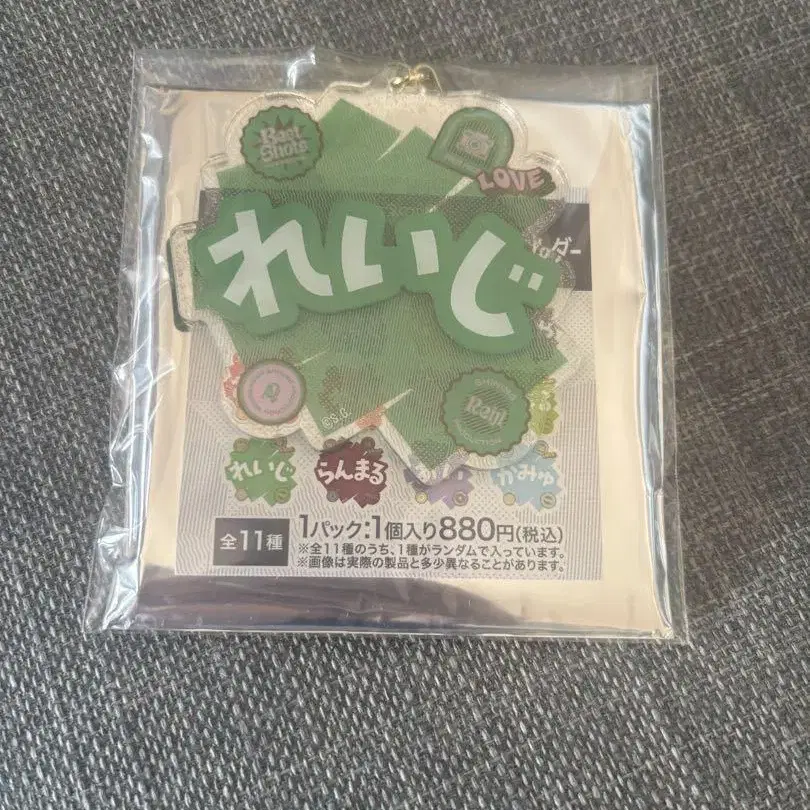 Best
Shots
LOVE
ダー
れいじ
SHINING
Reiji
©S.G.
れいじ
らんまる
あい
かみゅ
全11種
1パック:1個入り880円(税込)
※全11種のうち、1種がランダムで入っています。
※画像は実際の製品と多少異なることがあります。